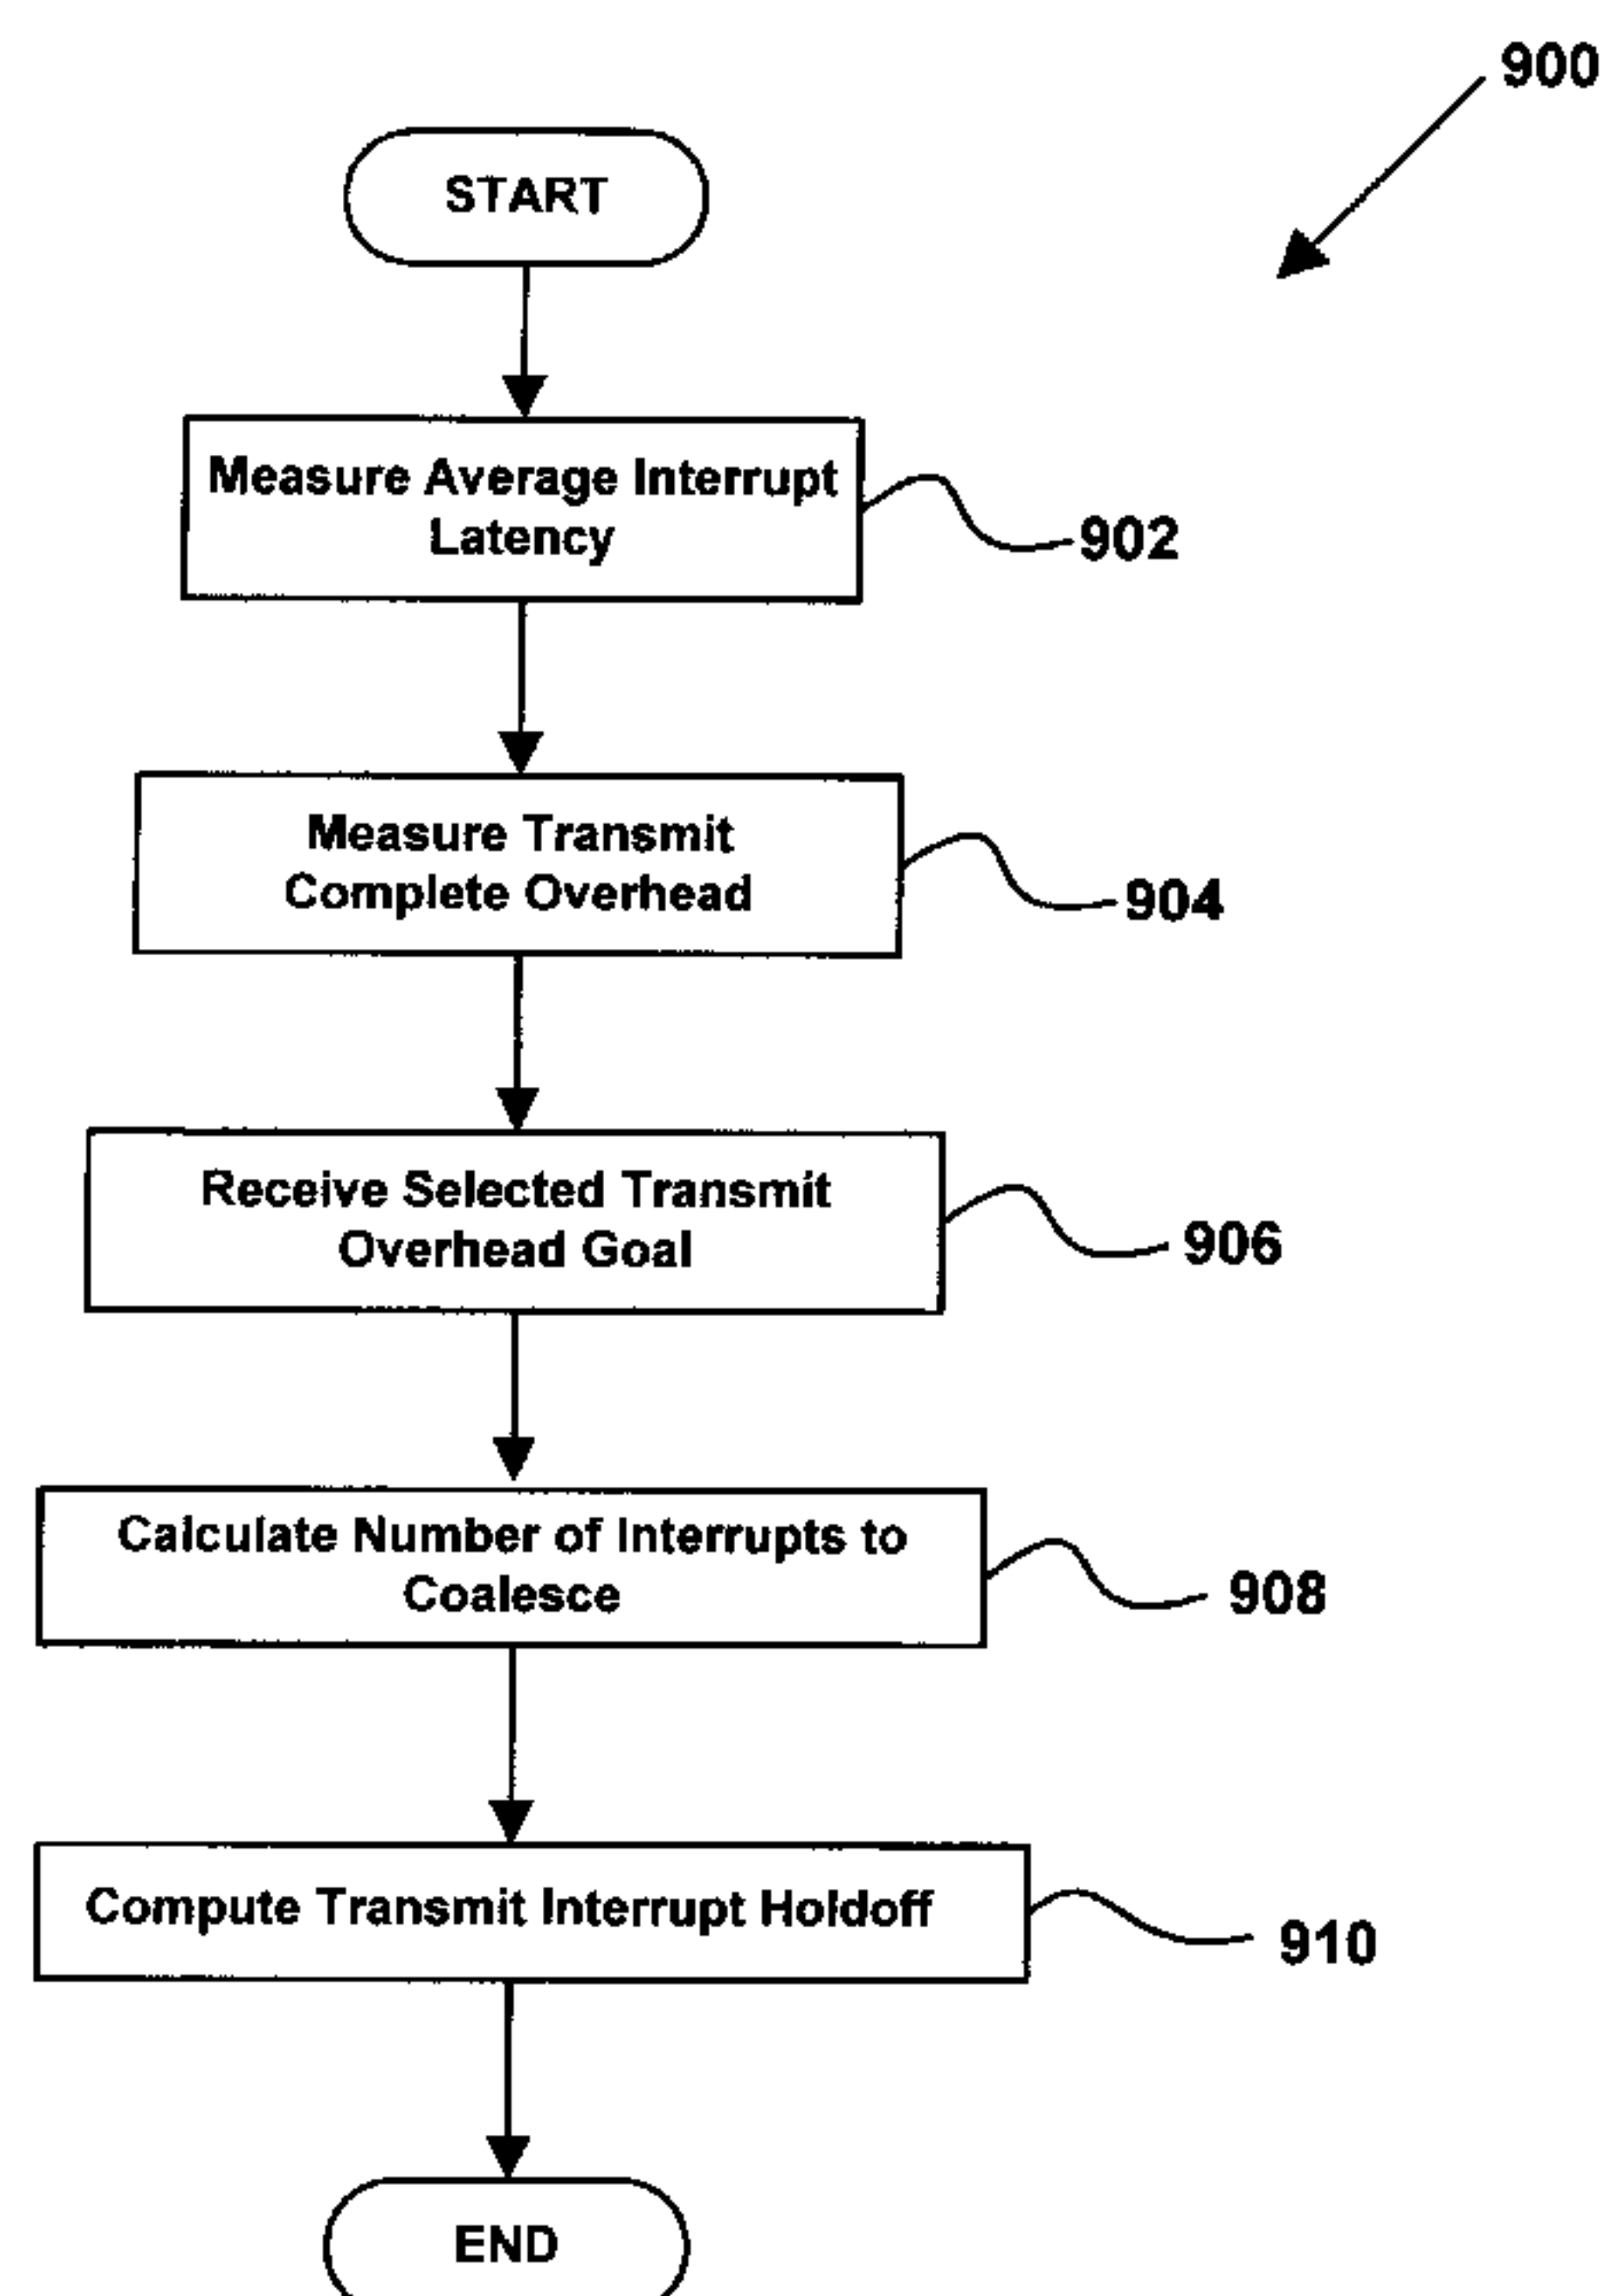 900
START
Measure Average Interrupt
Latency
902
Measure Transmit
Complete Overhead
904
Receive Selected Transmit
Overhead Goal
906
Calculate Number of Interrupts to
Coalesce
908
Compute Transmit Interrupt Holdoff
910
END